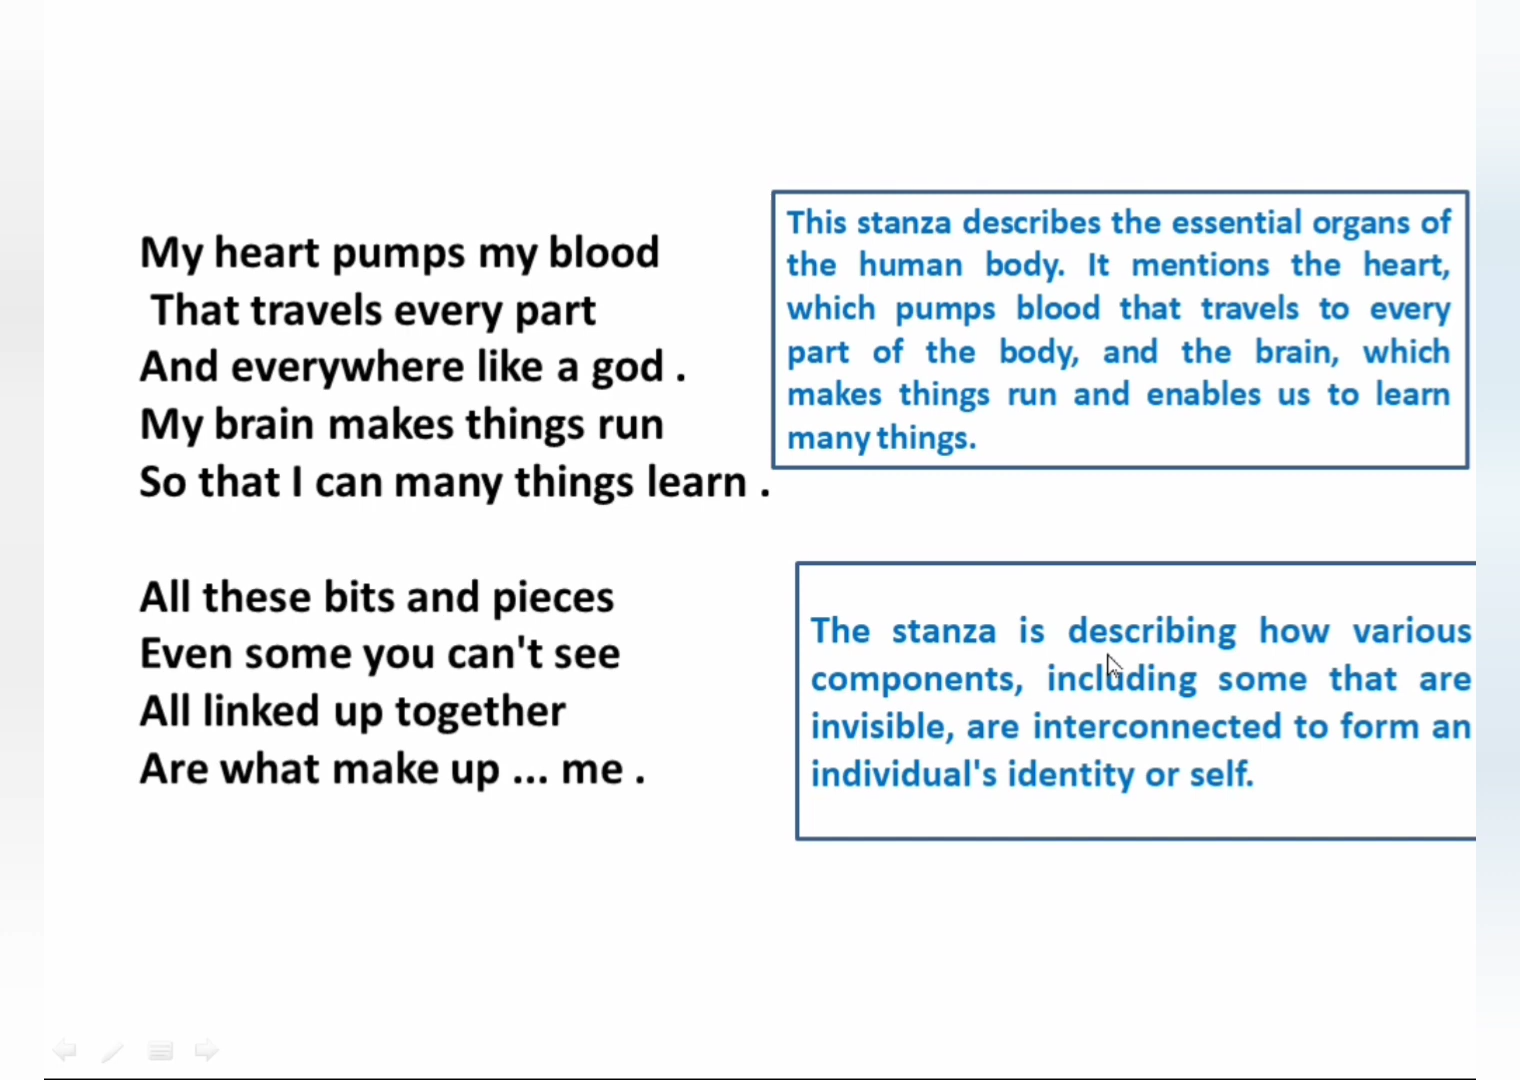 My heart pumps my blood
That travels every part
And everywhere like a god .
My brain makes things run
So that I can many things learn .
All these bits and pieces
Even some you can't see
All linked up together
Are what make up ... me .
This stanza describes the essential organs of
the human body. It mentions the heart,
which pumps blood that travels to every
part of the body, and the brain, which
makes things run and enables us to learn
many things.
The stanza is describing how various
components, including some that are
invisible, are interconnected to form an
individual's identity or self.